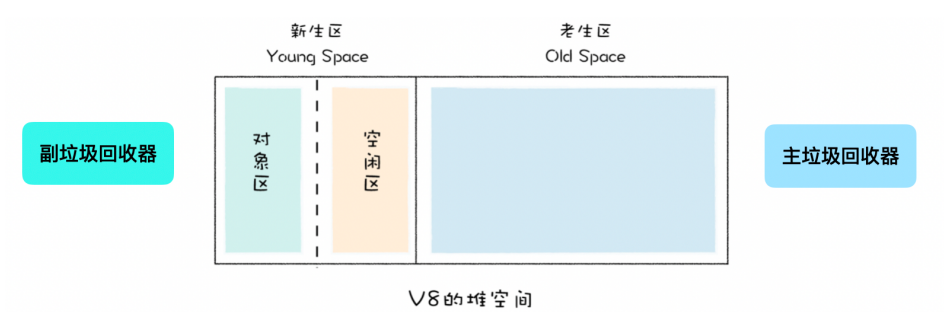 新生区
Young Space
老生区
Old Space
副垃圾回收器
对象区
空闲区
主垃圾回收器
V8的堆空间